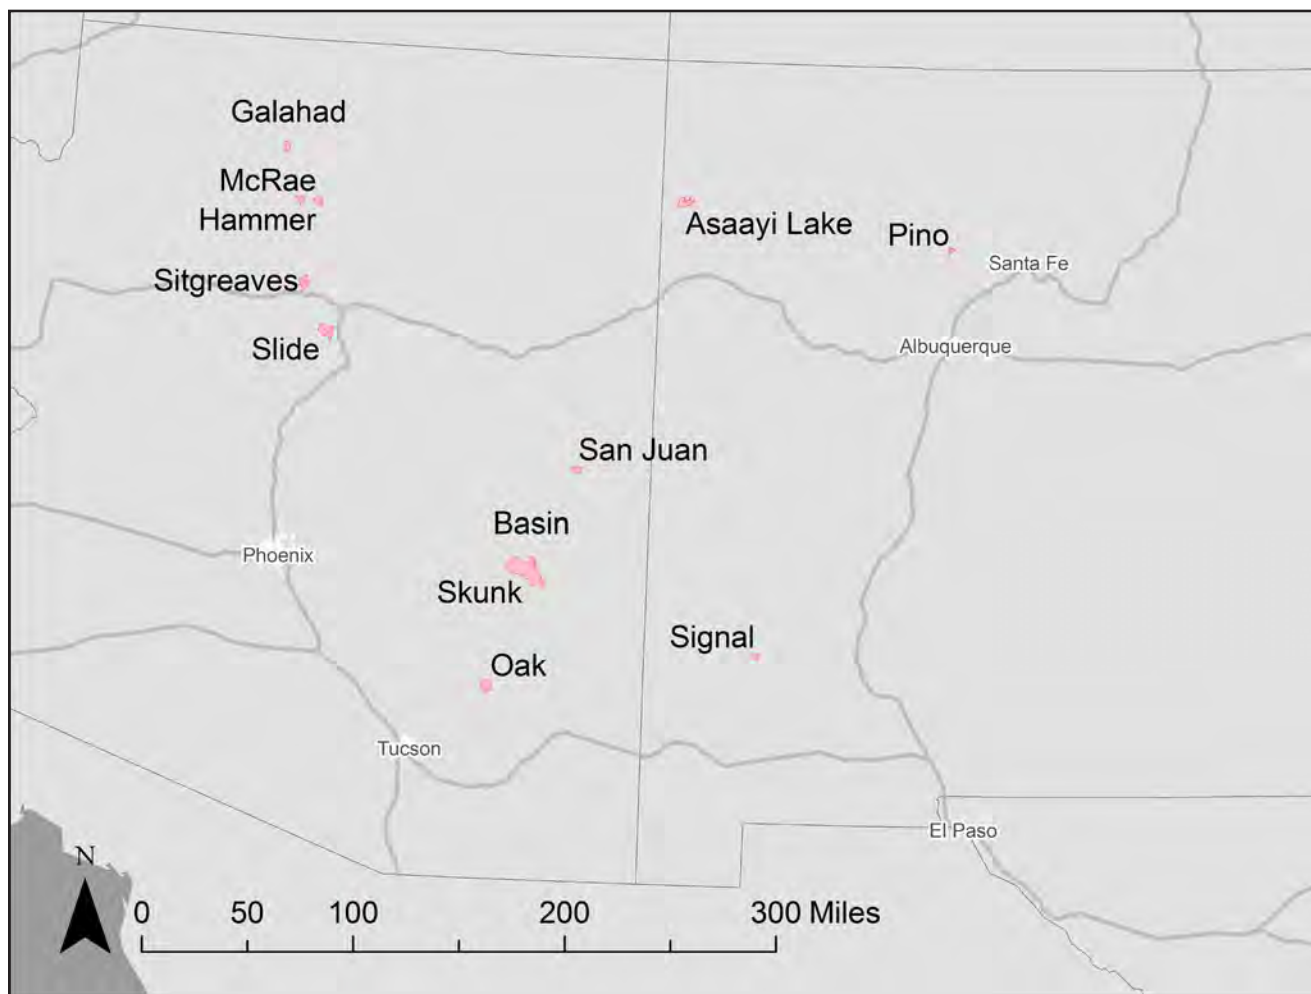 Galahad
McRae
Hammer
Asaayi Lake
Pino
Santa Fe
Sitgreaves
Slide
Albuquerque
San Juan
Basin
Phoenix
Skunk
Signal
Oak
Tucson
El Paso
N
0 50 100 200 300 Miles